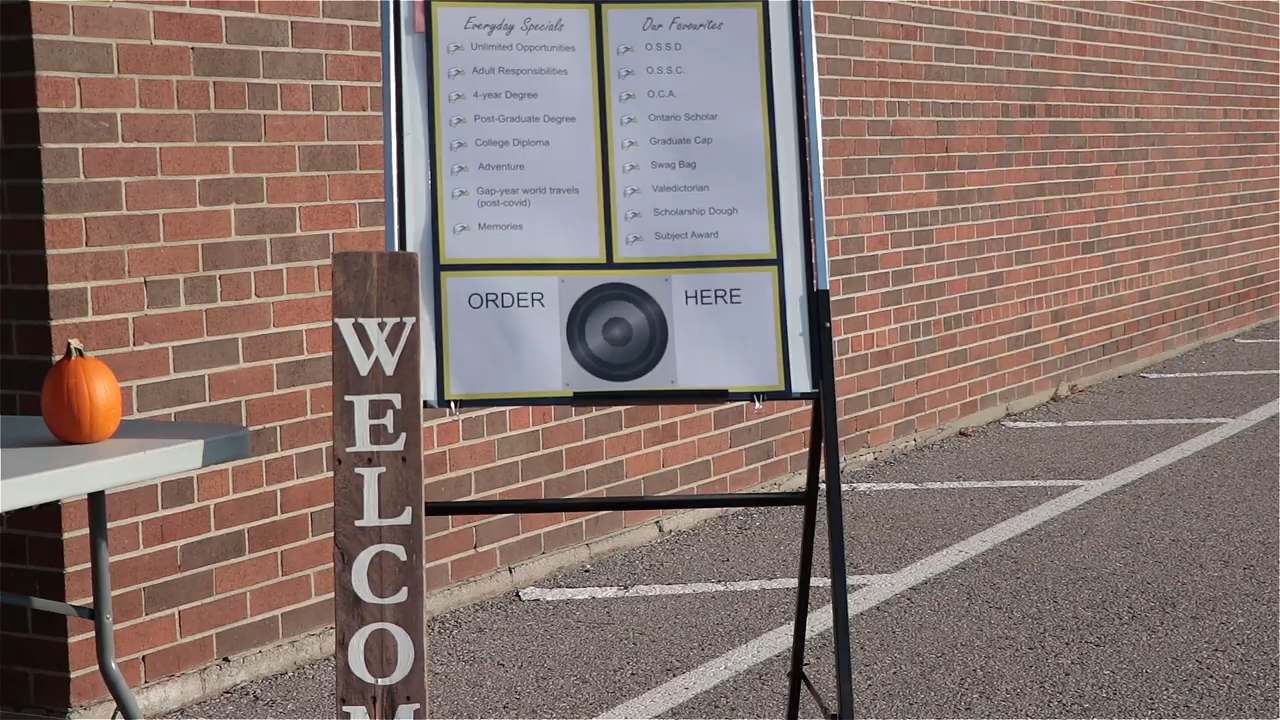 Everyday Specials
Unlimited Opportunities
Adult Responsibilities
4-year Degree
Post-Graduate Degree
College Diploma
Adventure
Gap-year world travels
(post-covid)
Memories
Our Favourites
O.S.S.D
O.S.S.C.
O.C.A.
Ontario Scholar
Graduate Cap
Swag Bag
Valedictorian
Scholarship Dough
Subject Award
ORDER HERE
WELCOM